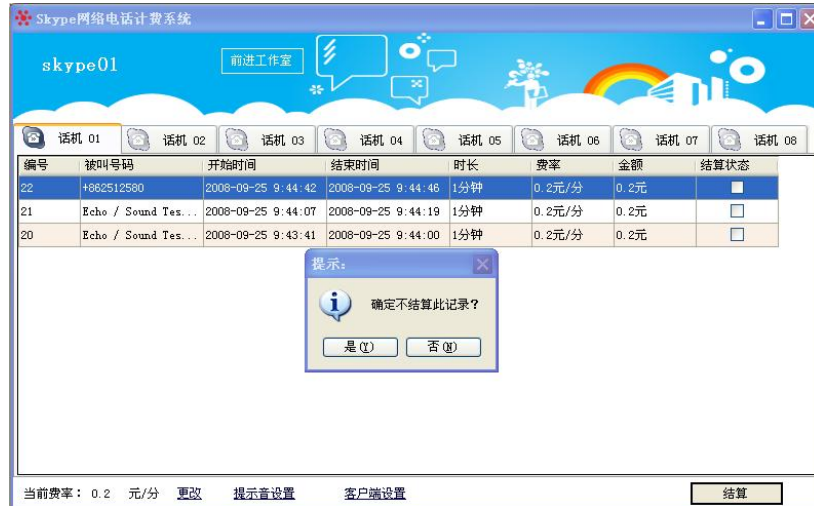 Skype网络电话计费系统
skype01 前进工作室
话机 01 话机 02 话机 03 话机 04 话机 05 话机 06 话机 07 话机 08
编号 被叫号码 开始时间 结束时间 时长 费率 金额 结算状态
22 +862512580 2008-09-25 9:44:42 2008-09-25 9:44:46 1分钟 0.2元/分 0.2元
21 Echo / Sound Tes... 2008-09-25 9:44:07 2008-09-25 9:44:19 1分钟 0.2元/分 0.2元
20 Echo / Sound Tes... 2008-09-25 9:43:41 2008-09-25 9:44:00 1分钟 0.2元/分 0.2元
提示:
确定不结算此记录?
是(Y) 否(N)
当前费率: 0.2 元/分 更改 提示音设置 客户端设置 结算